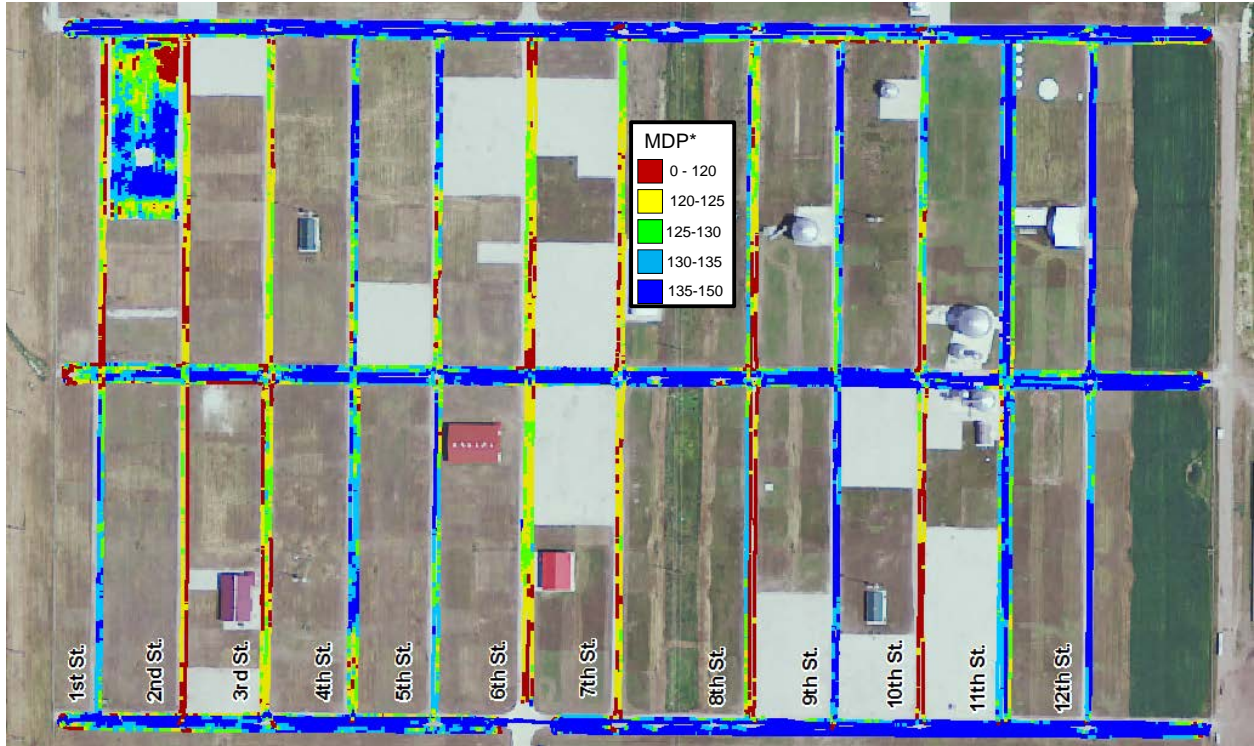 MDP*
0 - 120
120-125
125-130
130-135
135-150
1st St.
2nd St.
3rd St.
4th St.
5th St.
6th St.
7th St.
8th St.
9th St.
10th St.
11th St.
12th St.